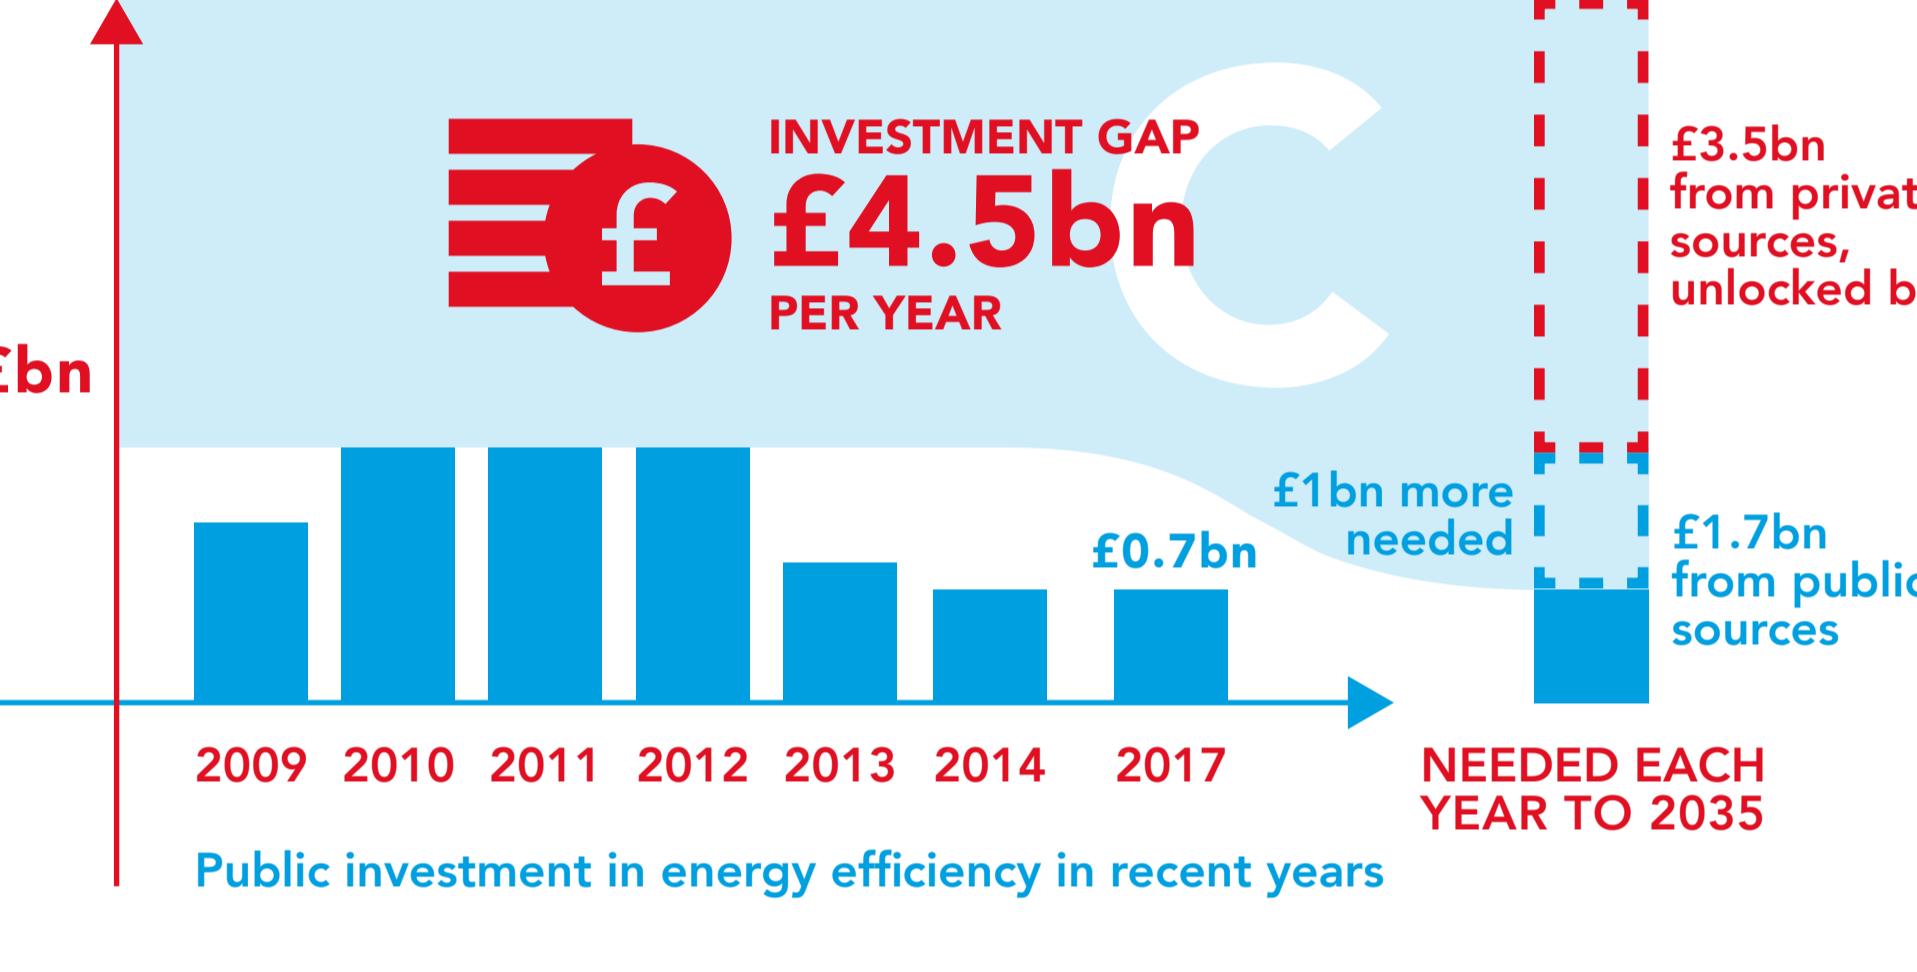 INVESTMENT GAP
£4.5bn
PER YEAR
£
C
£3.5bn
from
sources,
unlocked
£bn
£1bn more
needed
£0.7bn
£1.7bn
from
sources
2009 2010 2011 2012 2013 2014 2017
NEEDED EACH
YEAR TO 2035
Public investment in energy efficiency in recent years